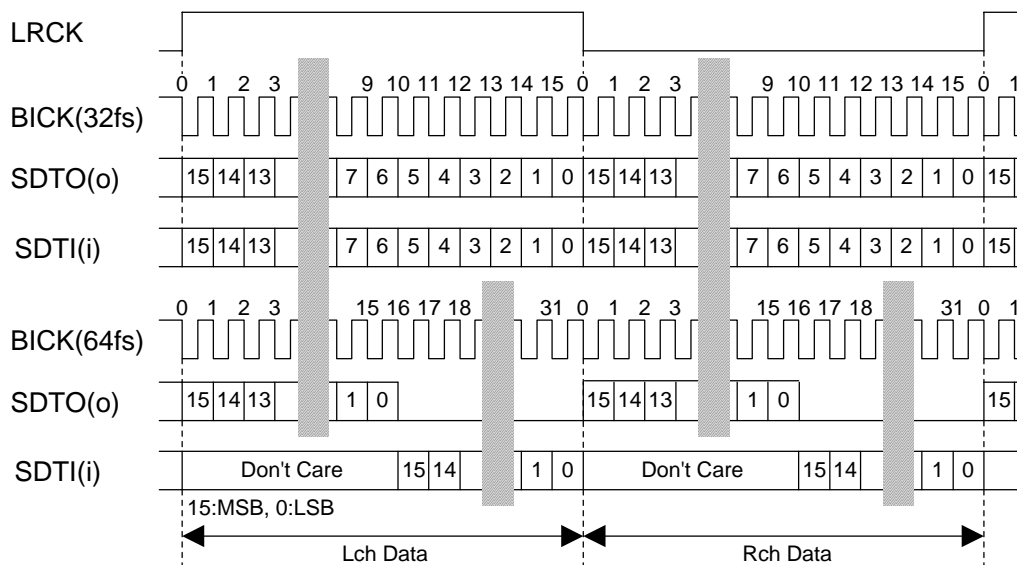 LRCK
0 1 2 3 9 10 11 12 13 14 15 0 1 2 3 9 10 11 12 13 14 15 0 1
BICK(32fs)
SDTO(o) 15 14 13 7 6 5 4 3 2 1 0 15 14 13 7 6 5 4 3 2 1 0 15
SDTI(i) 15 14 13 7 6 5 4 3 2 1 0 15 14 13 7 6 5 4 3 2 1 0 15
0 1 2 3 15 16 17 18 31 0 1 2 3 15 16 17 18 31 0 1
BICK(64fs)
SDTO(o) 15 14 13 1 0 15 14 13 1 0 15
SDTI(i) Don't Care 15 14 1 0 Don't Care 15 14 1 0
15:MSB, 0:LSB
Lch Data Rch Data